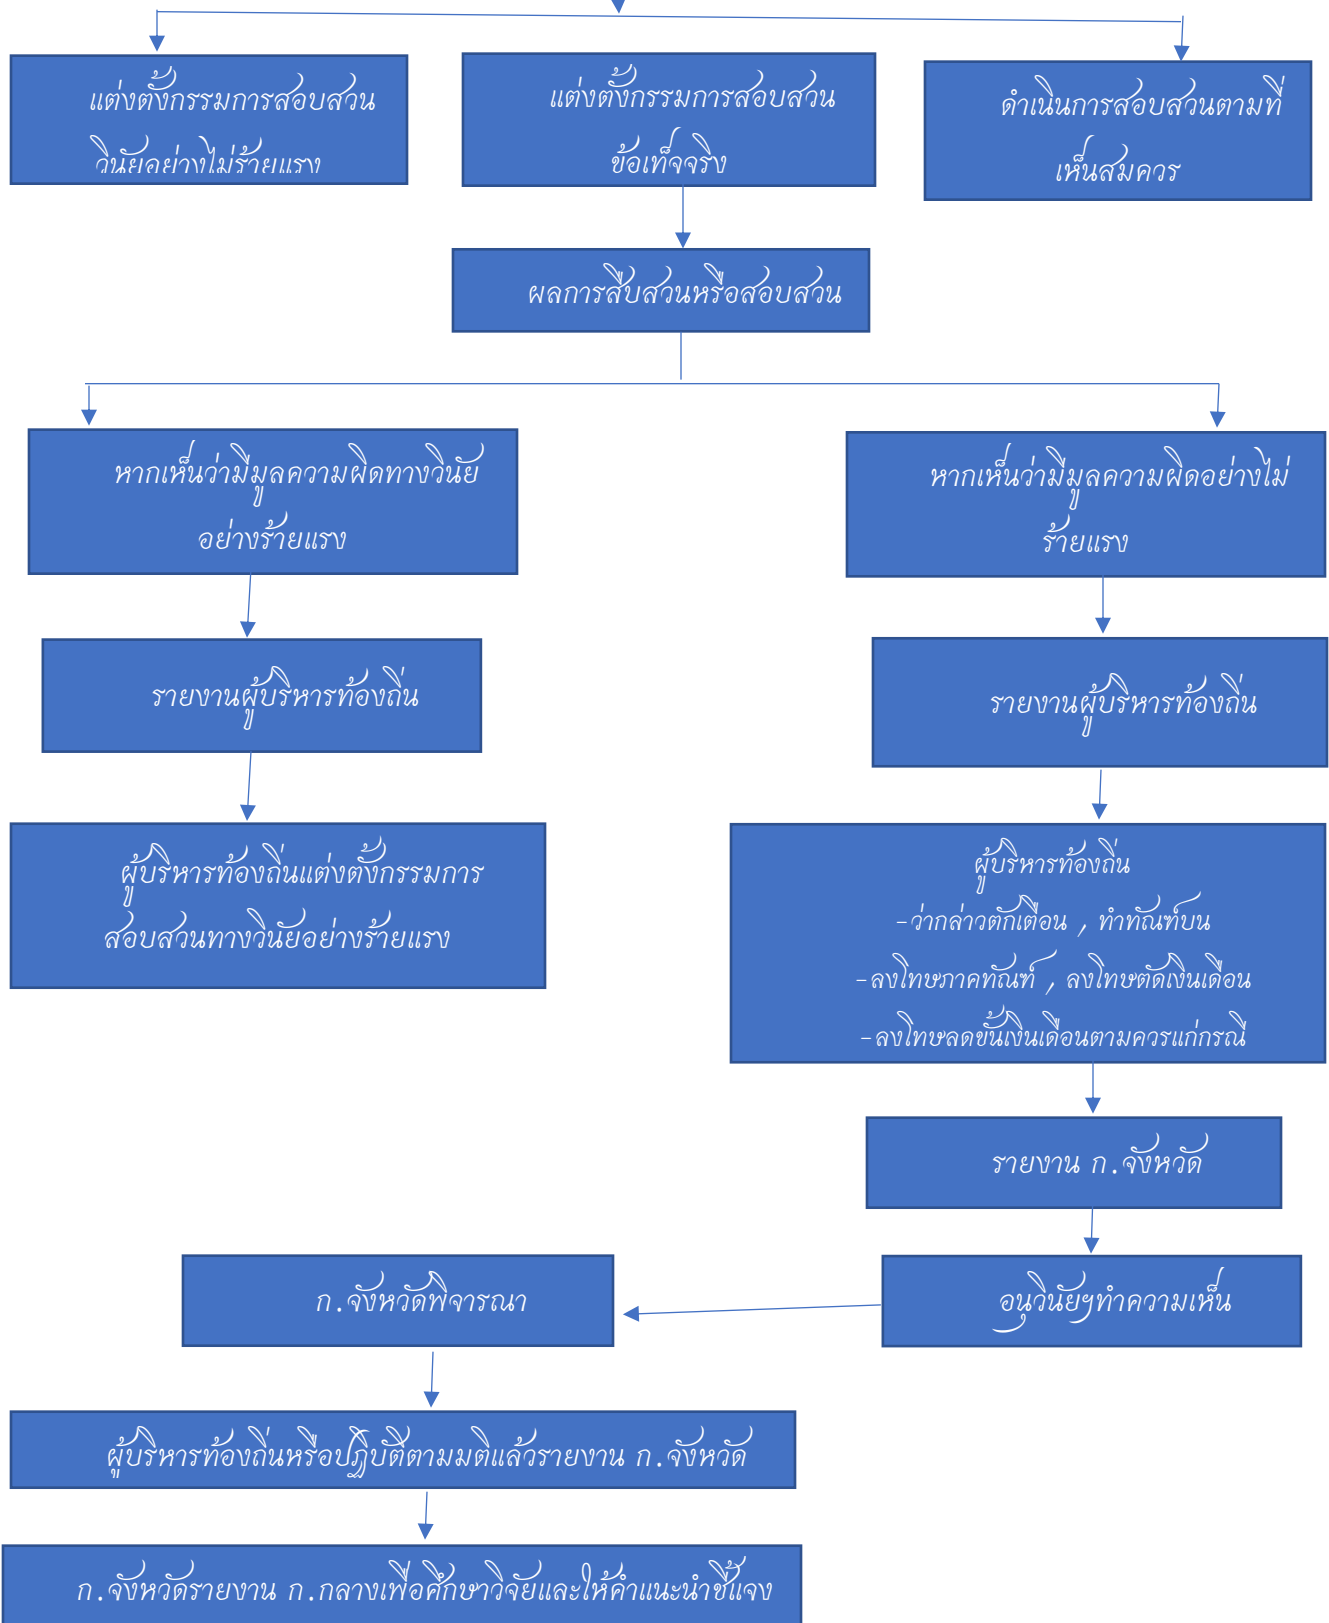 แต่งตั้งกรรมการสอบสวน
วินัยอย่างไม่ร้ายแรง
แต่งตั้งกรรมการสอบสวน
ข้อเท็จจริง
ดำเนินการสอบสวนตามที่
เห็นสมควร
ผลการสืบสวนหรือสอบสวน
หากเห็นว่ามีมูลความผิดทางวินัย
อย่างร้ายแรง
หากเห็นว่ามีมูลความผิดอย่างไม่
ร้ายแรง
รายงานผู้บริหารท้องถิ่น
รายงานผู้บริหารท้องถิ่น
ผู้บริหารท้องถิ่นแต่งตั้งกรรมการ
สอบสวนทางวินัยอย่างร้ายแรง
ผู้บริหารท้องถิ่น
-ว่ากล่าวตักเตือน , ทำทัณฑ์บน
-ลงโทษภาคทัณฑ์ , ลงโทษตัดเงินเดือน
-ลงโทษลดขั้นเงินเดือนตามควรแก่กรณี
รายงาน ก.จังหวัด
อนุวินัยฯทำความเห็น
ก.จังหวัดพิจารณา
ผู้บริหารท้องถิ่นหรือปฏิบัติตามมติแล้วรายงาน ก.จังหวัด
ก.จังหวัดรายงาน ก.กลางเพื่อศึกษาวิจัยและให้คำแนะนำชี้แจง